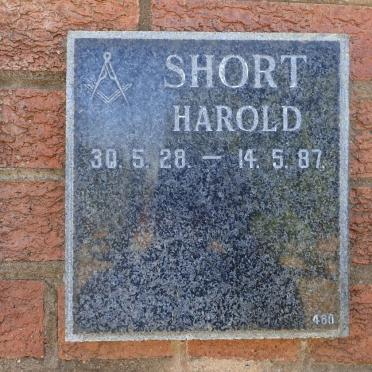 SHORT
HAROLD
30. 5. 28. — 14. 5. 87.
460